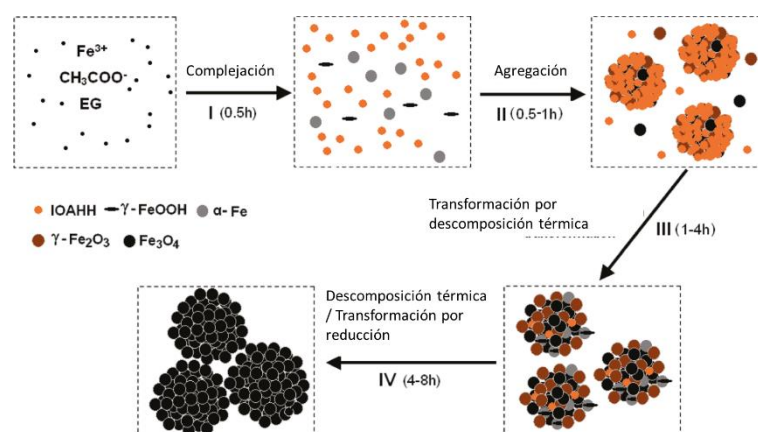 Fe³⁺
CH₃COO⁻
EG
Complejación
I (0.5h)
Agregación
II (0.5-1h)
IOAHH
γ-FeOOH
α-Fe
γ-Fe₂O₃
Fe₃O₄
Transformación por
descomposición térmica
III (1-4h)
Descomposición térmica
/ Transformación por
reducción
IV (4-8h)